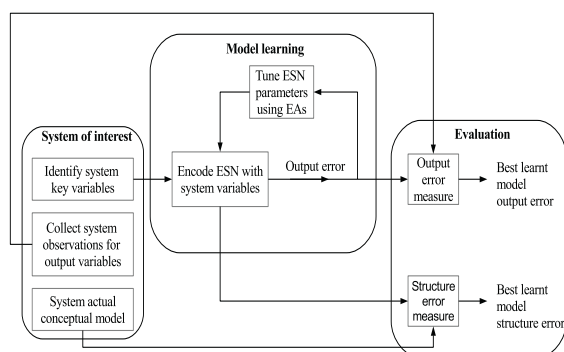 Model learning
Tune ESN
parameters
using EAs
System of interest
Identify system
key variables
Encode ESN with
system variables
Output error
Collect system
observations for
output variables
System actual
conceptual model
Evaluation
Output
error
measure
Best learnt
model
output error
Structure
error
measure
Best learnt
model
structure error